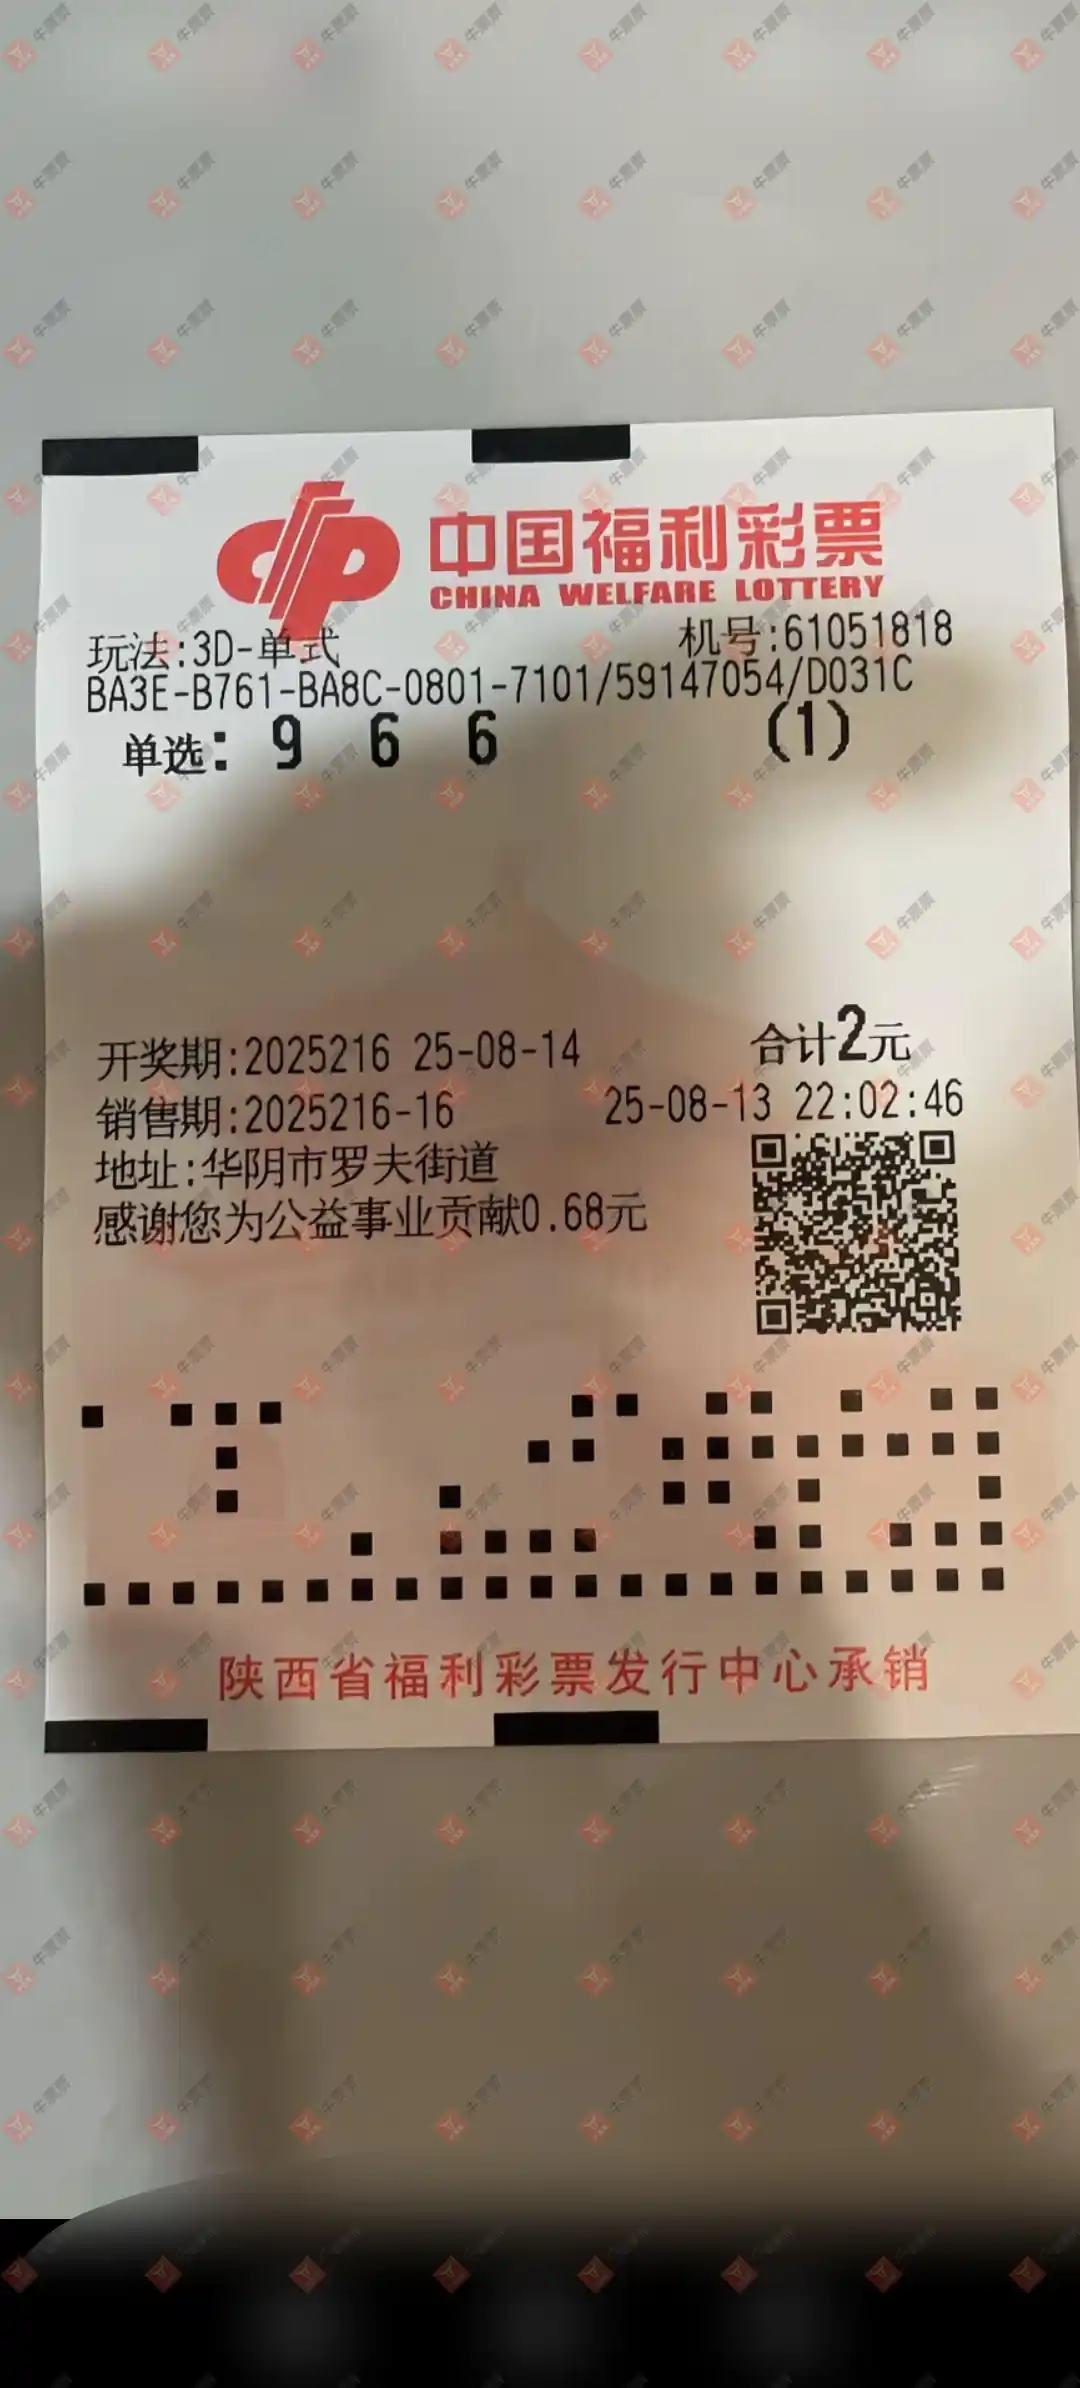 中国福利彩票
CHINA WELFARE LOTTERY
玩法:3D-单式 机号:61051818
BA3E-B761-BA8C-0801-7101/59147054/D031C
单选: 9 6 6 (1)
开奖期:2025216 25-08-14 合计2元
销售期:2025216-16 25-08-13 22:02:46
地址:华阴市罗夫街道
感谢您为公益事业贡献0.68元
陕西省福利彩票发行中心承销
牛票票